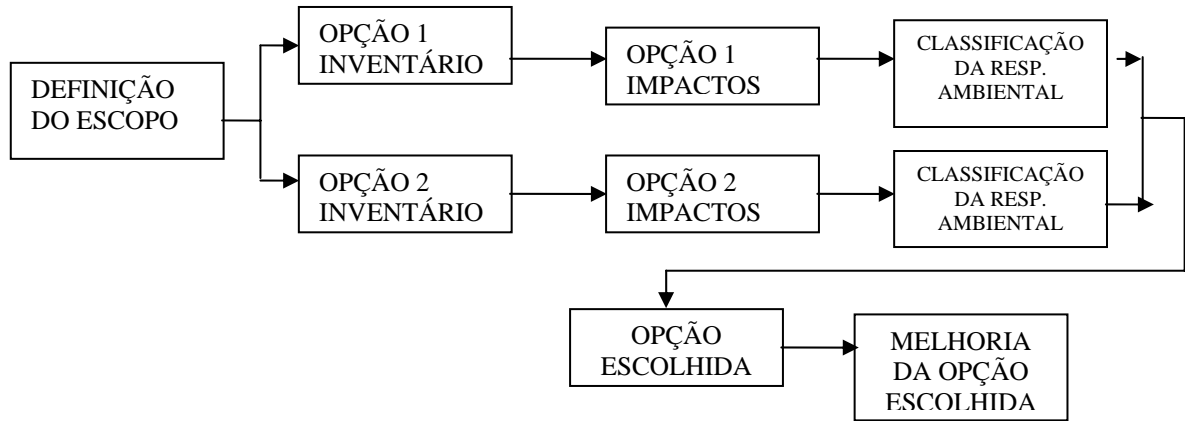 DEFINIÇÃO
DO ESCOPO
OPÇÃO 1
INVENTÁRIO
OPÇÃO 1
IMPACTOS
CLASSIFICAÇÃO
DA RESP.
AMBIENTAL
OPÇÃO 2
INVENTÁRIO
OPÇÃO 2
IMPACTOS
CLASSIFICAÇÃO
DA RESP.
AMBIENTAL
OPÇÃO
ESCOLHIDA
MELHORIA
DA OPÇÃO
ESCOLHIDA